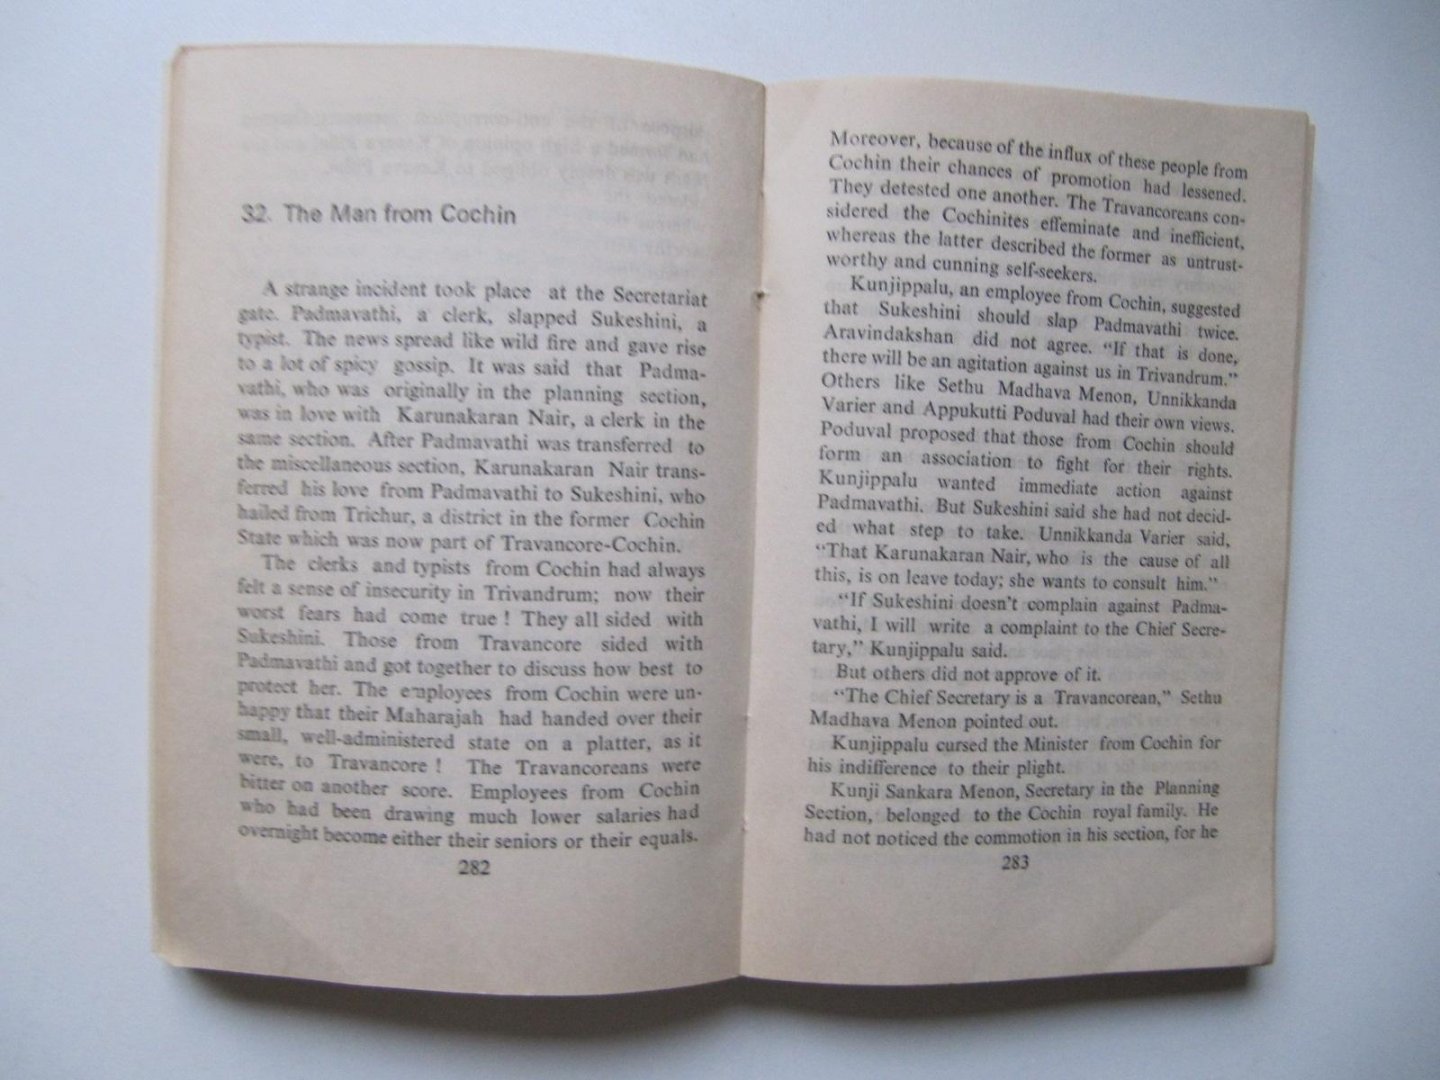 32. The Man from Cochin
A strange incident took place at the Secretariat
gate. Padmavathi, a clerk, slapped Sukeshini, a
typist. The news spread like wild fire and gave rise
to a lot of spicy gossip. It was said that Padma-
vathi, who was originally in the planning section,
was in love with Karunakaran Nair, a clerk in the
same section. After Padmavathi was transferred to
the miscellaneous section, Karunakaran Nair trans-
ferred his love from Padmavathi to Sukeshini, who
hailed from Trichur, a district in the former Cochin
State which was now part of Travancore-Cochin.
The clerks and typists from Cochin had always
felt a sense of insecurity in Trivandrum; now their
worst fears had come true! They all sided with
Sukeshini. Those from Travancore sided with
Padmavathi and got together to discuss how best to
protect her. The employees from Cochin were un-
happy that their Maharajah had handed over their
small, well-administered state on a platter, as it
were, to Travancore! The Travancoreans were
bitter on another score. Employees from Cochin
who had been drawing much lower salaries had
overnight become either their seniors or their equals.
282
Moreover, because of the influx of these people from
Cochin their chances of promotion had lessened.
They detested one another. The Travancoreans con-
sidered the Cochinites effeminate and inefficient,
whereas the latter described the former as untrust-
worthy and cunning self-seekers.
Kunjippalu, an employee from Cochin, suggested
that Sukeshini should slap Padmavathi twice.
Aravindakshan did not agree. "If that is done,
there will be an agitation against us in Trivandrum."
Others like Sethu Madhava Menon, Unnikkanda
Varier and Appukutti Poduval had their own views.
Poduval proposed that those from Cochin should
form an association to fight for their rights.
Kunjippalu wanted immediate action against
Padmavathi. But Sukeshini said she had not decid-
ed what step to take. Unnikkanda Varier said,
"That Karunakaran Nair, who is the cause of all
this, is on leave today; she wants to consult him."
"If Sukeshini doesn't complain against Padma-
vathi, I will write a complaint to the Chief Secre-
tary," Kunjippalu said.
But others did not approve of it.
"The Chief Secretary is a Travancorean," Sethu
Madhava Menon pointed out.
Kunjippalu cursed the Minister from Cochin for
his indifference to their plight.
Kunji Sankara Menon, Secretary in the Planning
Section, belonged to the Cochin royal family. He
had not noticed the commotion in his section, for he
283